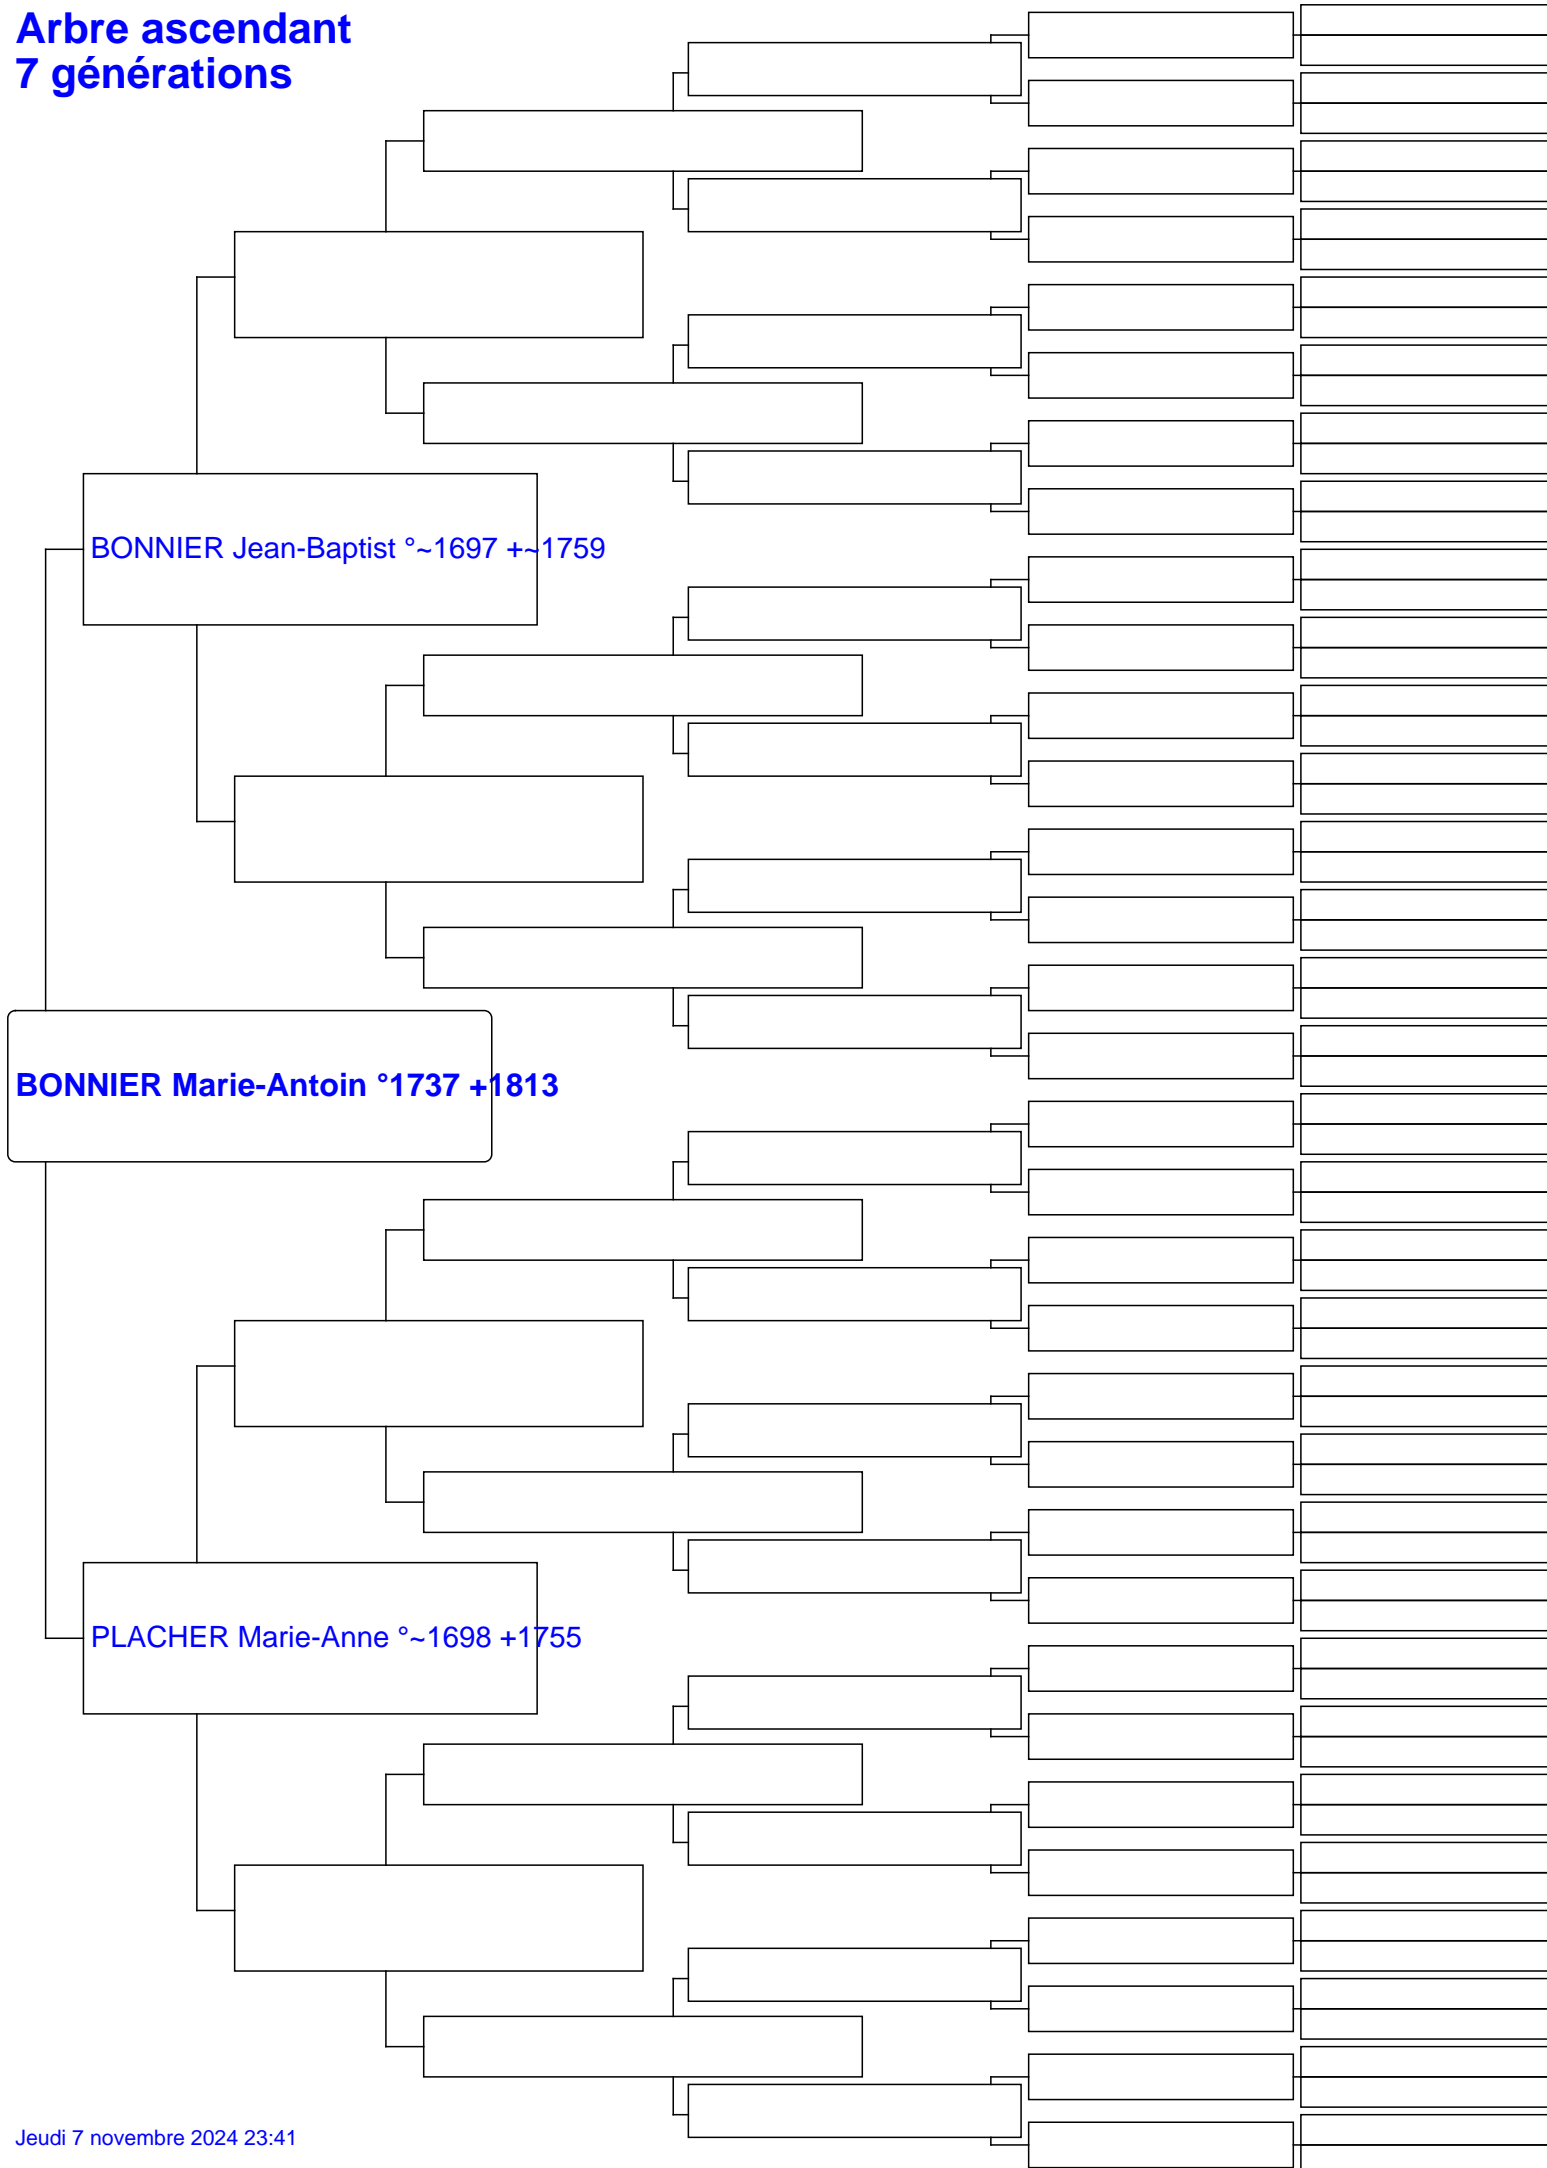 Arbre ascendant
7 générations
BONNIER Jean-Baptist °~1697 +~1759
BONNIER Marie-Antoin °1737 +1813
PLACHER Marie-Anne °~1698 +1755
Jeudi 7 novembre 2024 23:41